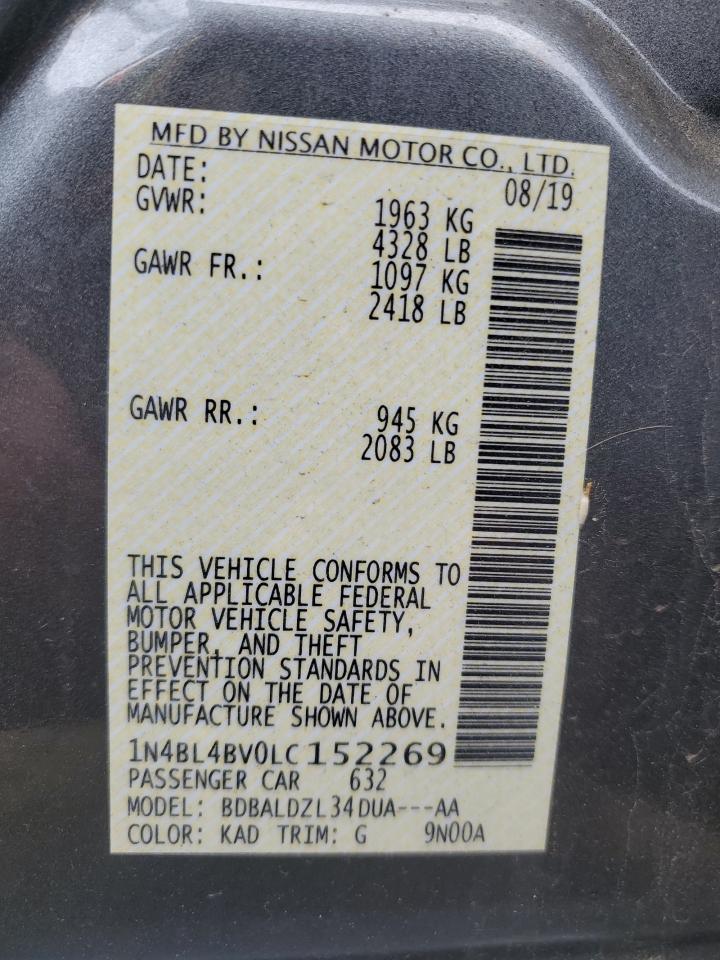 MFD BY NISSAN MOTOR CO., LTD.
DATE: 08/19
GVWR: 1963 KG
4328 LB
GAWR FR.: 1097 KG
2418 LB
GAWR RR.: 945 KG
2083 LB
THIS VEHICLE CONFORMS TO
ALL APPLICABLE FEDERAL
MOTOR VEHICLE SAFETY,
BUMPER, AND THEFT
PREVENTION STANDARDS IN
EFFECT ON THE DATE OF
MANUFACTURE SHOWN ABOVE.
1N4BL4BV0LC152269
PASSENGER CAR 632
MODEL: BDBALDZL34DUA---AA
COLOR: KAD TRIM: G 9N00A